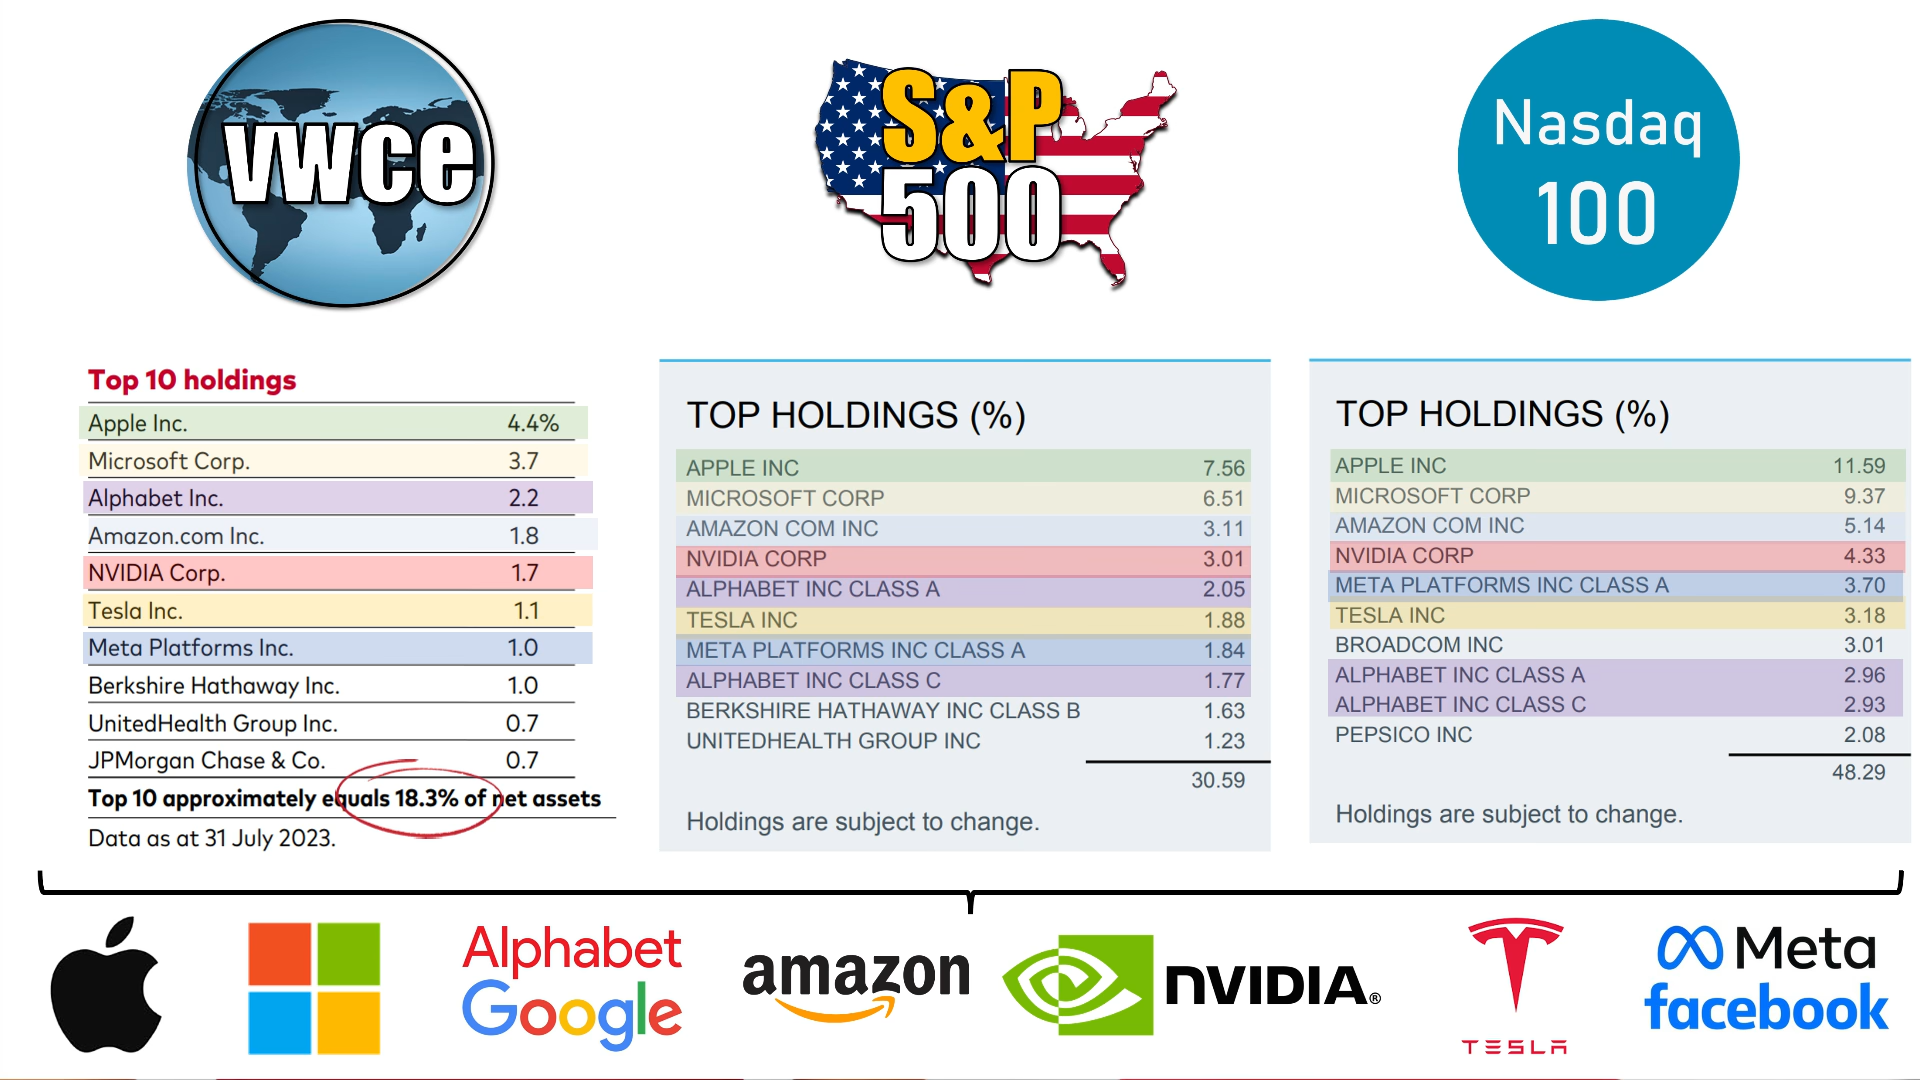 vwce
S&P
500
Nasdaq
100
Top 10 holdings
Apple Inc. 4.4%
Microsoft Corp. 3.7
Alphabet Inc. 2.2
Amazon.com Inc. 1.8
NVIDIA Corp. 1.7
Tesla Inc. 1.1
Meta Platforms Inc. 1.0
Berkshire Hathaway Inc. 1.0
UnitedHealth Group Inc. 0.7
JPMorgan Chase & Co. 0.7
Top 10 approximately equals 18.3% of net assets
Data as at 31 July 2023.
TOP HOLDINGS (%)
APPLE INC 7.56
MICROSOFT CORP 6.51
AMAZON COM INC 3.11
NVIDIA CORP 3.01
ALPHABET INC CLASS A 2.05
TESLA INC 1.88
META PLATFORMS INC CLASS A 1.84
ALPHABET INC CLASS C 1.77
BERKSHIRE HATHAWAY INC CLASS B 1.63
UNITEDHEALTH GROUP INC 1.23
30.59
Holdings are subject to change.
TOP HOLDINGS (%)
APPLE INC 11.59
MICROSOFT CORP 9.37
AMAZON COM INC 5.14
NVIDIA CORP 4.33
META PLATFORMS INC CLASS A 3.70
TESLA INC 3.18
BROADCOM INC 3.01
ALPHABET INC CLASS A 2.96
ALPHABET INC CLASS C 2.93
PEPSICO INC 2.08
48.29
Holdings are subject to change.
Alphabet
Google
amazon
NVIDIA®
TESLA
Meta
facebook